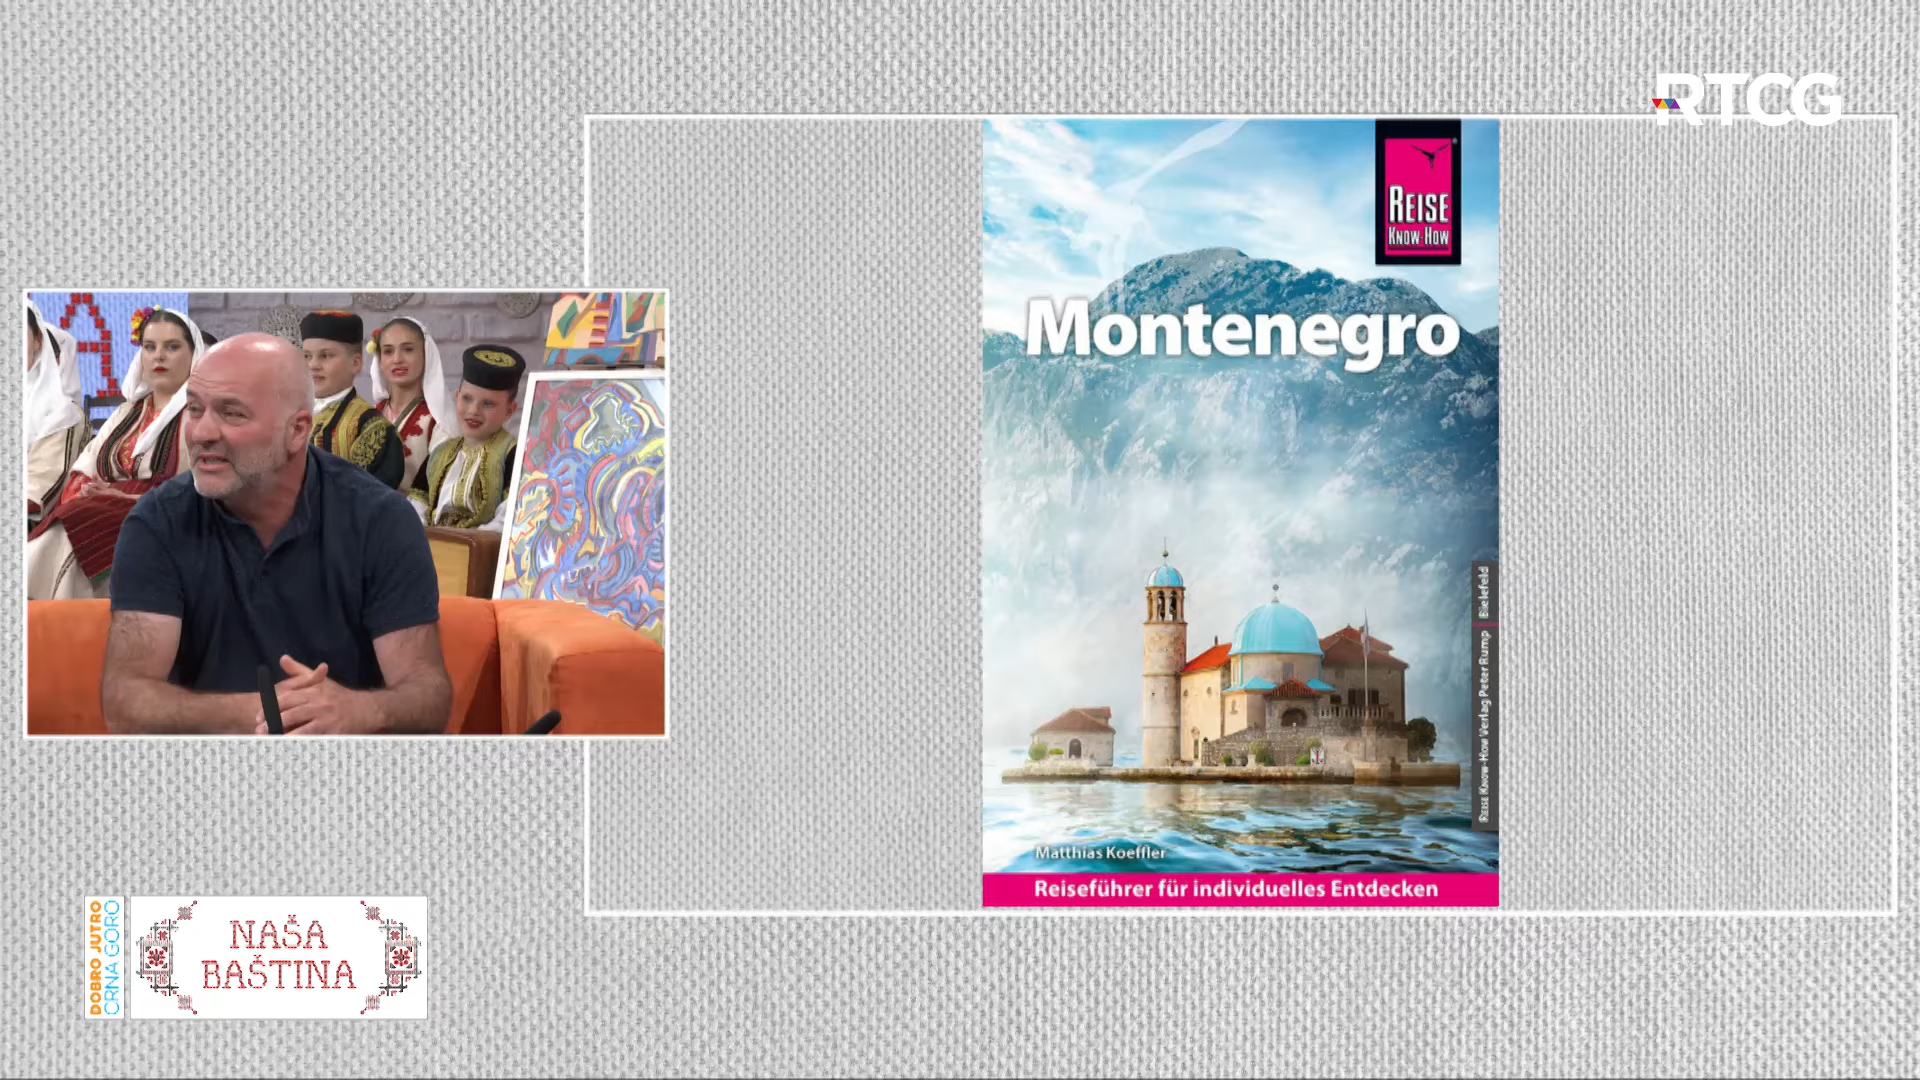 RTCG
REISE
KNOW-HOW
Montenegro
REISE KNOW-HOW Verlag Peter Rump | Bielefeld
Matthias Koeffler
Reiseführer für individuelles Entdecken
A
DOBRO JUTRO
CRNA GORO
NAŠA
BAŠTINA